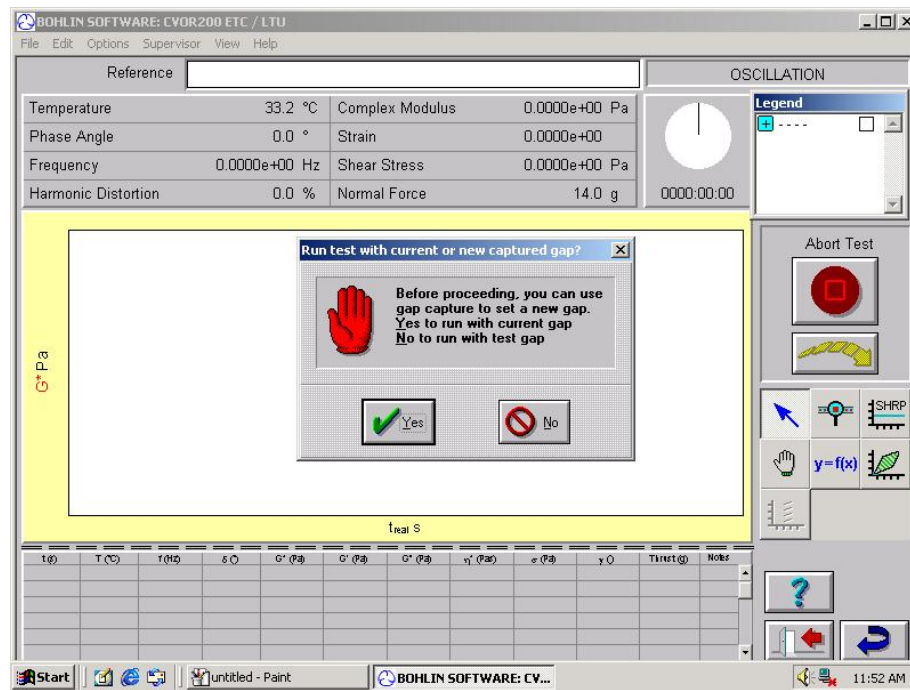 BOHLIN SOFTWARE: CVOR200 ETC / LTU
File Edit Options Supervisor View Help
Reference
OSCILLATION
Temperature 33.2 °C Complex Modulus 0.0000e+00 Pa
Phase Angle 0.0 ° Strain 0.0000e+00
Frequency 0.0000e+00 Hz Shear Stress 0.0000e+00 Pa
Harmonic Distortion 0.0 % Normal Force 14.0 g
0000:00:00
Legend
----
Abort Test
Run test with current or new captured gap?
Before proceeding, you can use
gap capture to set a new gap.
Yes to run with current gap
No to run with test gap
Yes No
G* Pa
treal s
SHRP
y=f(x)
T (°C) f (Hz) G* (Pa) G' (Pa) σ (Pa) Thrust (g) Notes
Start untitled - Paint BOHLIN SOFTWARE: CV... 11:52 AM